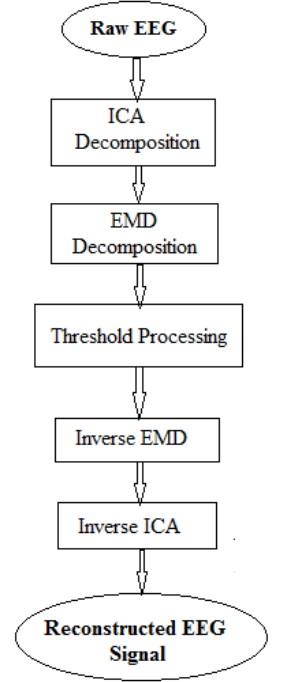 Raw EEG
ICA
Decomposition
EMD
Decomposition
Threshold Processing
Inverse EMD
Inverse ICA
Reconstructed EEG
Signal